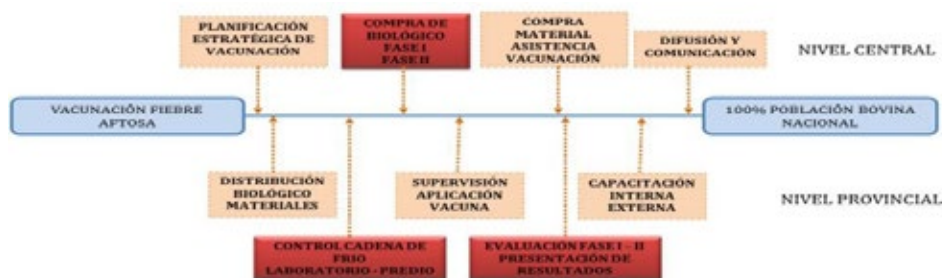 PLANIFICACIÓN
ESTRATÉGICA DE
VACUNACIÓN
COMPRA DE
BIOLÓGICO
FASE I
FASE II
COMPRA
MATERIAL
ASISTENCIA
VACUNACIÓN
DIFUSIÓN Y
COMUNICACIÓN
NIVEL CENTRAL
VACUNACIÓN FIEBRE
AFTOSA
100% POBLACIÓN BOVINA
NACIONAL
DISTRIBUCIÓN
BIOLÓGICO
MATERIALES
SUPERVISIÓN
APLICACIÓN
VACUNA
CAPACITACIÓN
INTERNA
EXTERNA
NIVEL PROVINCIAL
CONTROL CADENA DE
FRIO
LABORATORIO - PREDIO
EVALUACIÓN FASE I – II
PRESENTACIÓN DE
RESULTADOS